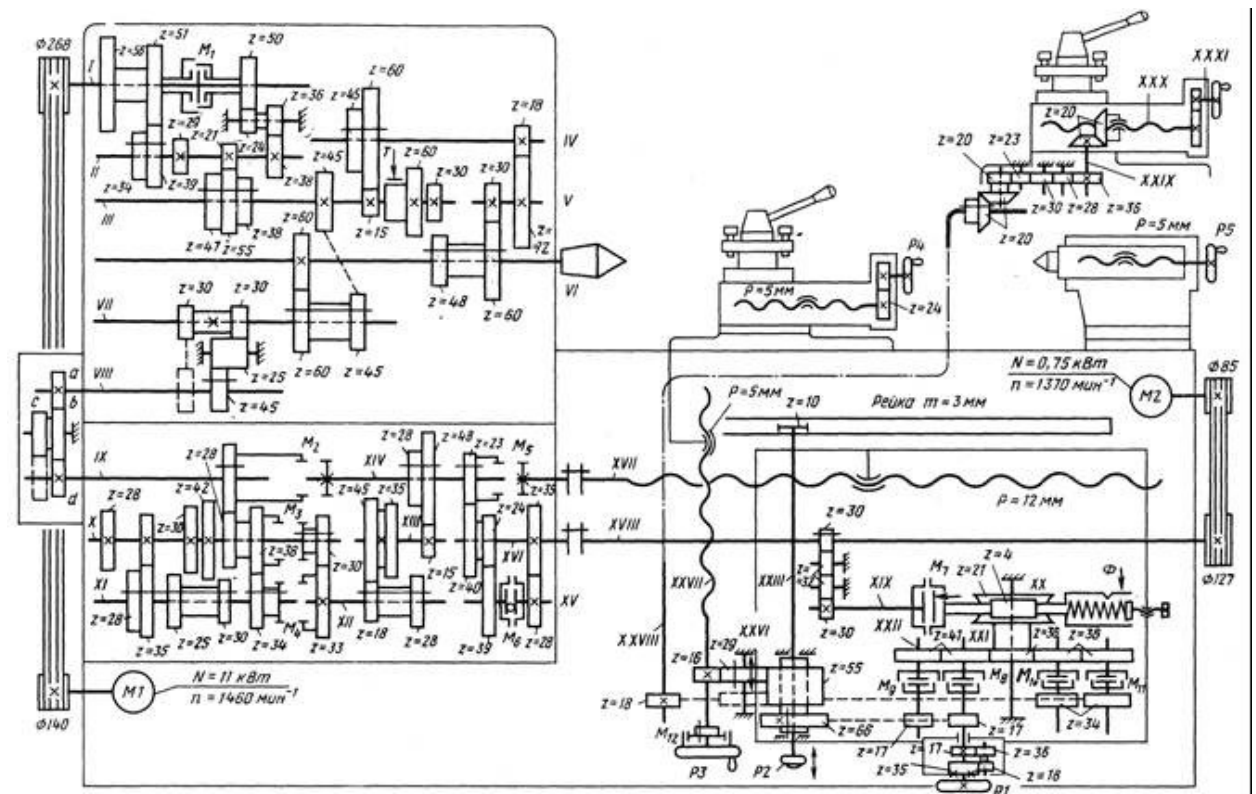 Ф268
I
z=56
z=51
M₁
z=50
z=60
z=45
z=36
z=18
z=29
z=21
z=24
IV
II
z=34
z=39
z=38
z=45
T
z=60
z=30
z=30
V
III
z=47
z=55
z=38
z=60
z=15
VI
z=48
z=60
VII
z=30
z=30
z=25
z=60
z=45
VIII
z=45
a
c
b
d
IX
z=28
M₂
z=28
XIV
z=48
z=23
M₅
XVII
z=28
z=42
M₃
z=45
z=35
z=35
X
z=30
z=38
z=30
XIII
z=15
z=24
XVI
z=40
XVIII
XI
XII
XV
z=28
z=35
z=25
z=30
z=34
M₄
z=33
z=18
z=28
z=39
M₆
z=28
M1
N = 11 кВт
n = 1460 мин⁻¹
Ф140
XXXI
XXX
z=20
z=23
z=20
XXIX
z=30
z=28
z=36
z=20
P=5 мм
P5
P4
P=5 мм
z=24
N = 0,75 кВт
n = 1370 мин⁻¹
M2
Ф85
P=5 мм
z=10
Рейка m = 3 мм
P = 12 мм
Ф127
z=30
XIX
M₇
z=4
z=21
XX
Ф
z=30
XXVII
XXIII
XXVIII
XXVI
XXII
z=41
XXI
z=36
z=38
z=16
z=29
z=55
M₉
M₈
M₁₀
M₁₁
z=18
z=34
M₁₂
z=66
z=17
z=17
z=17
z=36
z=35
z=18
P3
P2
P1